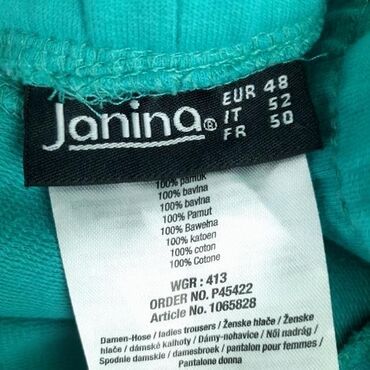 Janina®
EUR 48
IT 52
FR 50
100% pamuk
100% bavlna
100% bavlna
100% Pamut
100% Bawełna
100% katoen
100% coton
100% Cotone
WGR : 413
ORDER NO. P45422
Article No. 1065828
Damen-Hose / ladies trousers / Ženske hlače / Ženske
hlače / dámské kalhoty / Dámy-nohavice / Női nadrág /
Spodnie damskie / damesbroek / pantalon pour femmes /
Pantalone donna